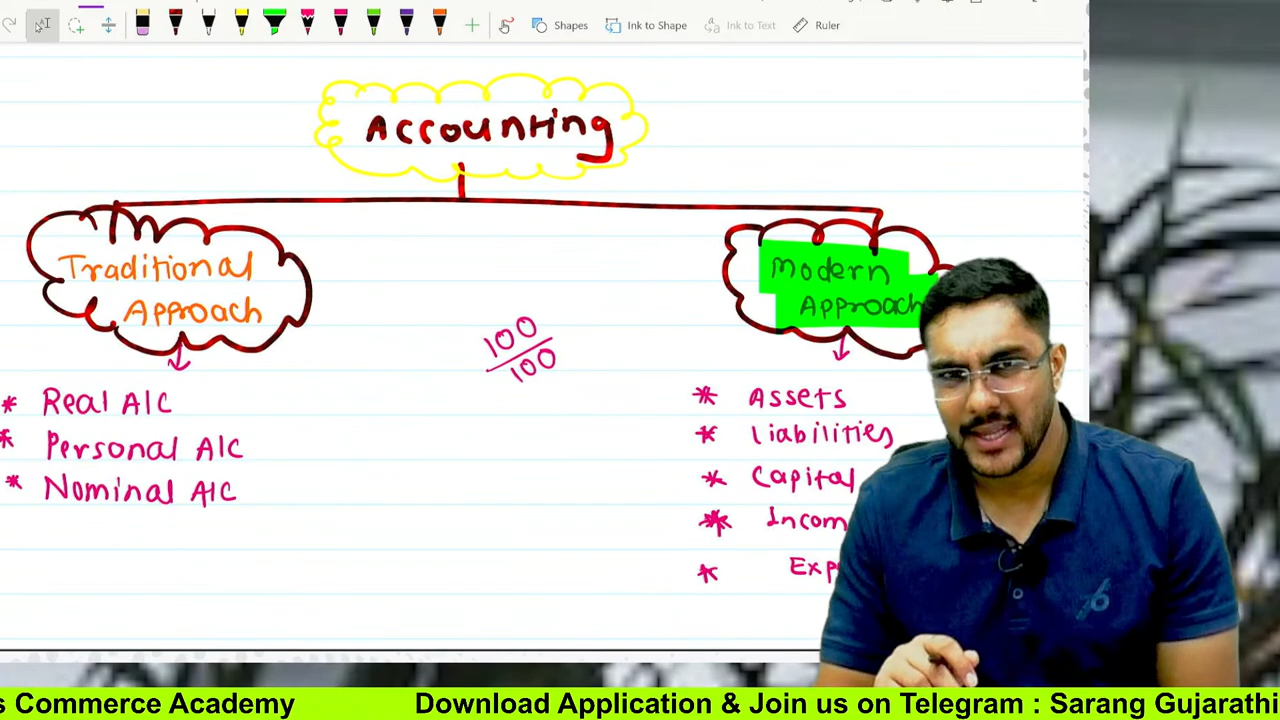 Shapes
Ink to Shape
Ink to Text
Ruler
Accounting
Traditional
Approach
Modern
Approach
100
100
* Real A/C
* Personal A/C
* Nominal A/C
* Assets
* Liabilities
* Capital
* Incom
* Exp
s Commerce Academy
Download Application & Join us on Telegram : Sarang Gujarathi